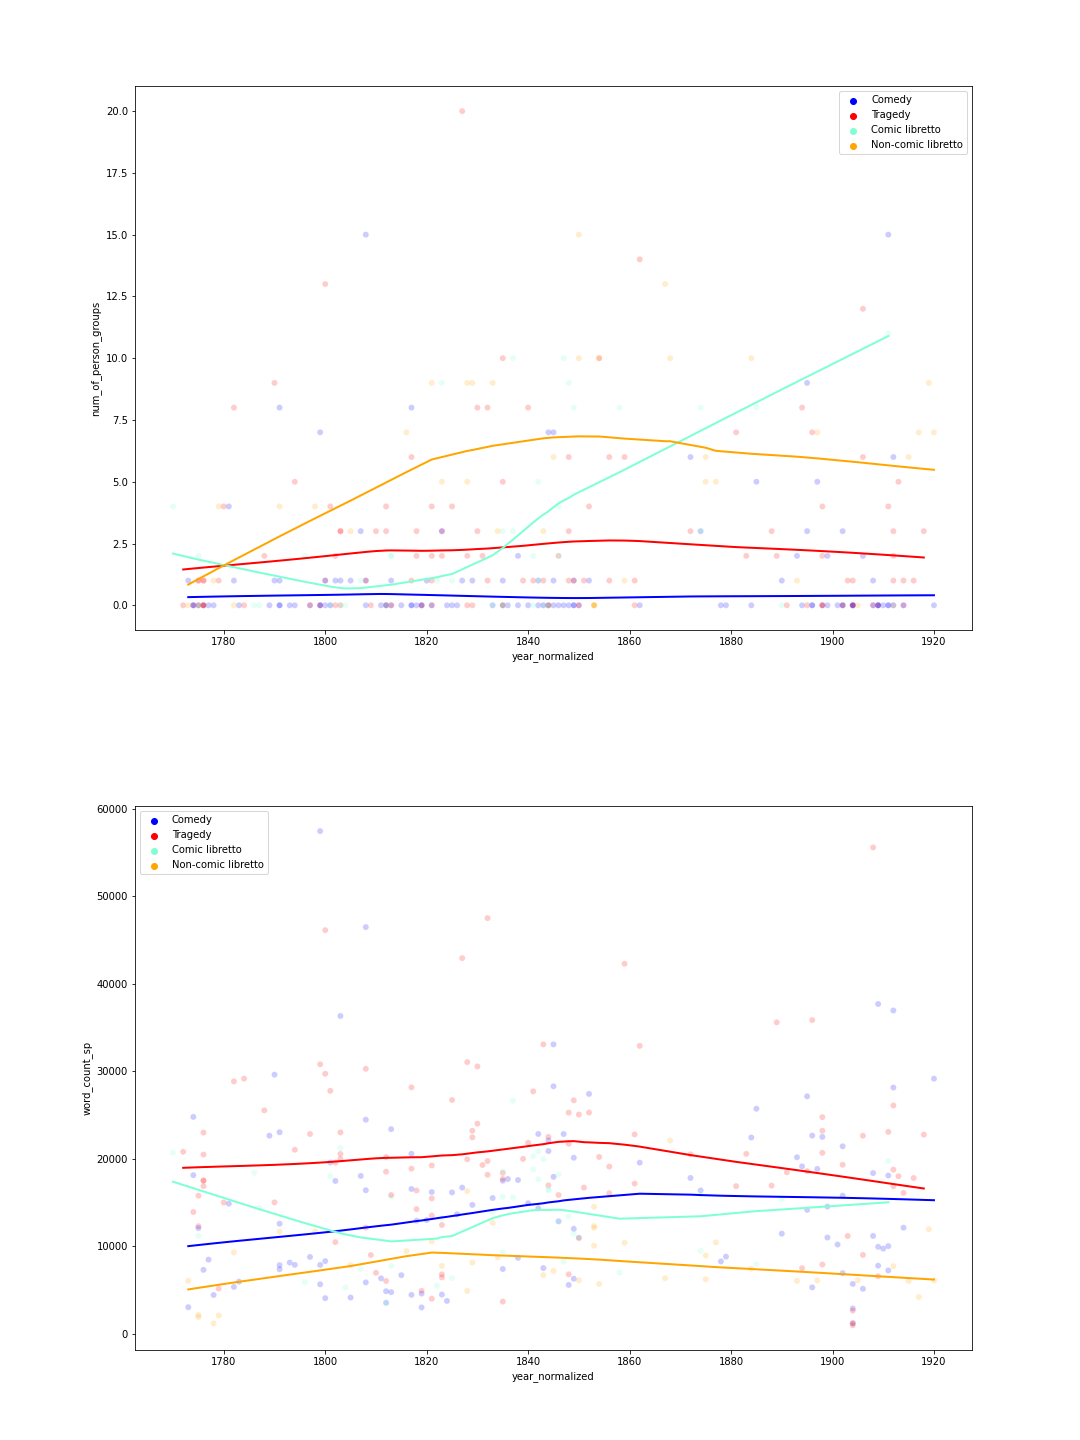 20.0
17.5
15.0
12.5
10.0
7.5
5.0
2.5
0.0
num_of_person_groups
Comedy
Tragedy
Comic libretto
Non-comic libretto
1780 1800 1820 1840 1860 1880 1900 1920
year_normalized
60000
50000
40000
30000
20000
10000
0
word_count_sp
Comedy
Tragedy
Comic libretto
Non-comic libretto
1780 1800 1820 1840 1860 1880 1900 1920
year_normalized